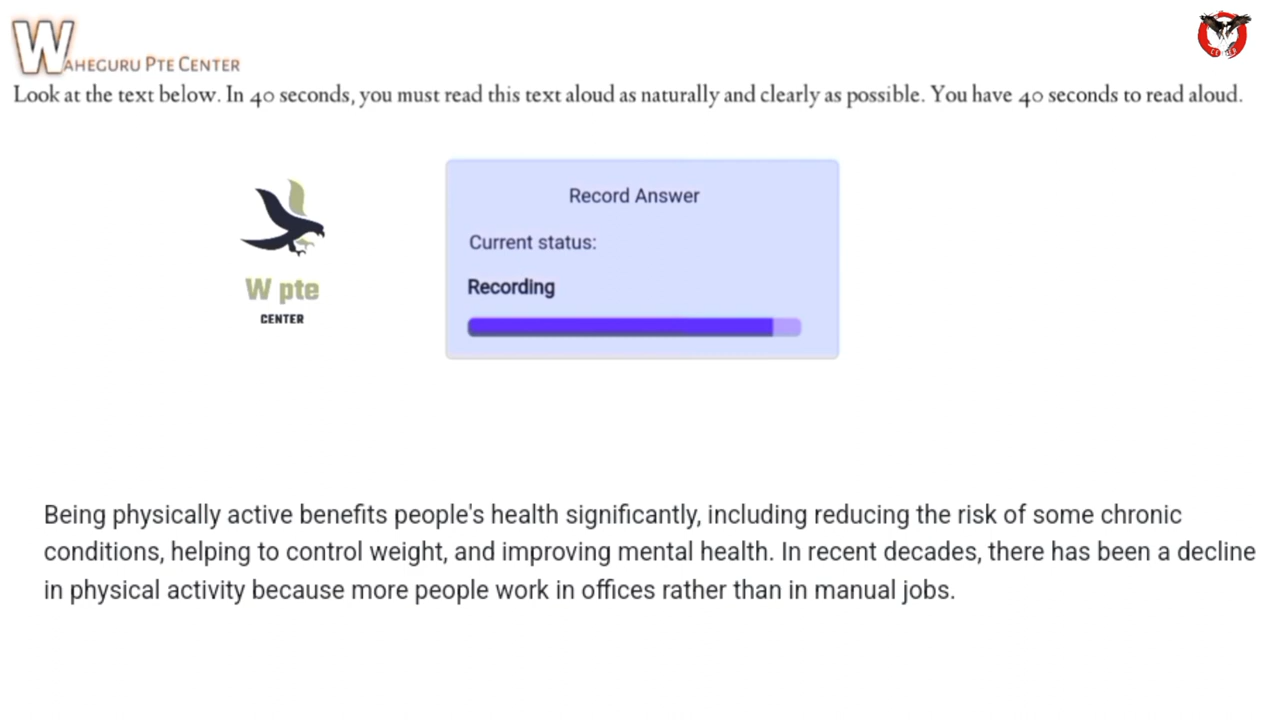 WAHEGURU PTE CENTER
Look at the text below. In 40 seconds, you must read this text aloud as naturally and clearly as possible. You have 40 seconds to read aloud.
Record Answer
Current status:
Recording
W pte
CENTER
Being physically active benefits people's health significantly, including reducing the risk of some chronic
conditions, helping to control weight, and improving mental health. In recent decades, there has been a decline
in physical activity because more people work in offices rather than in manual jobs.